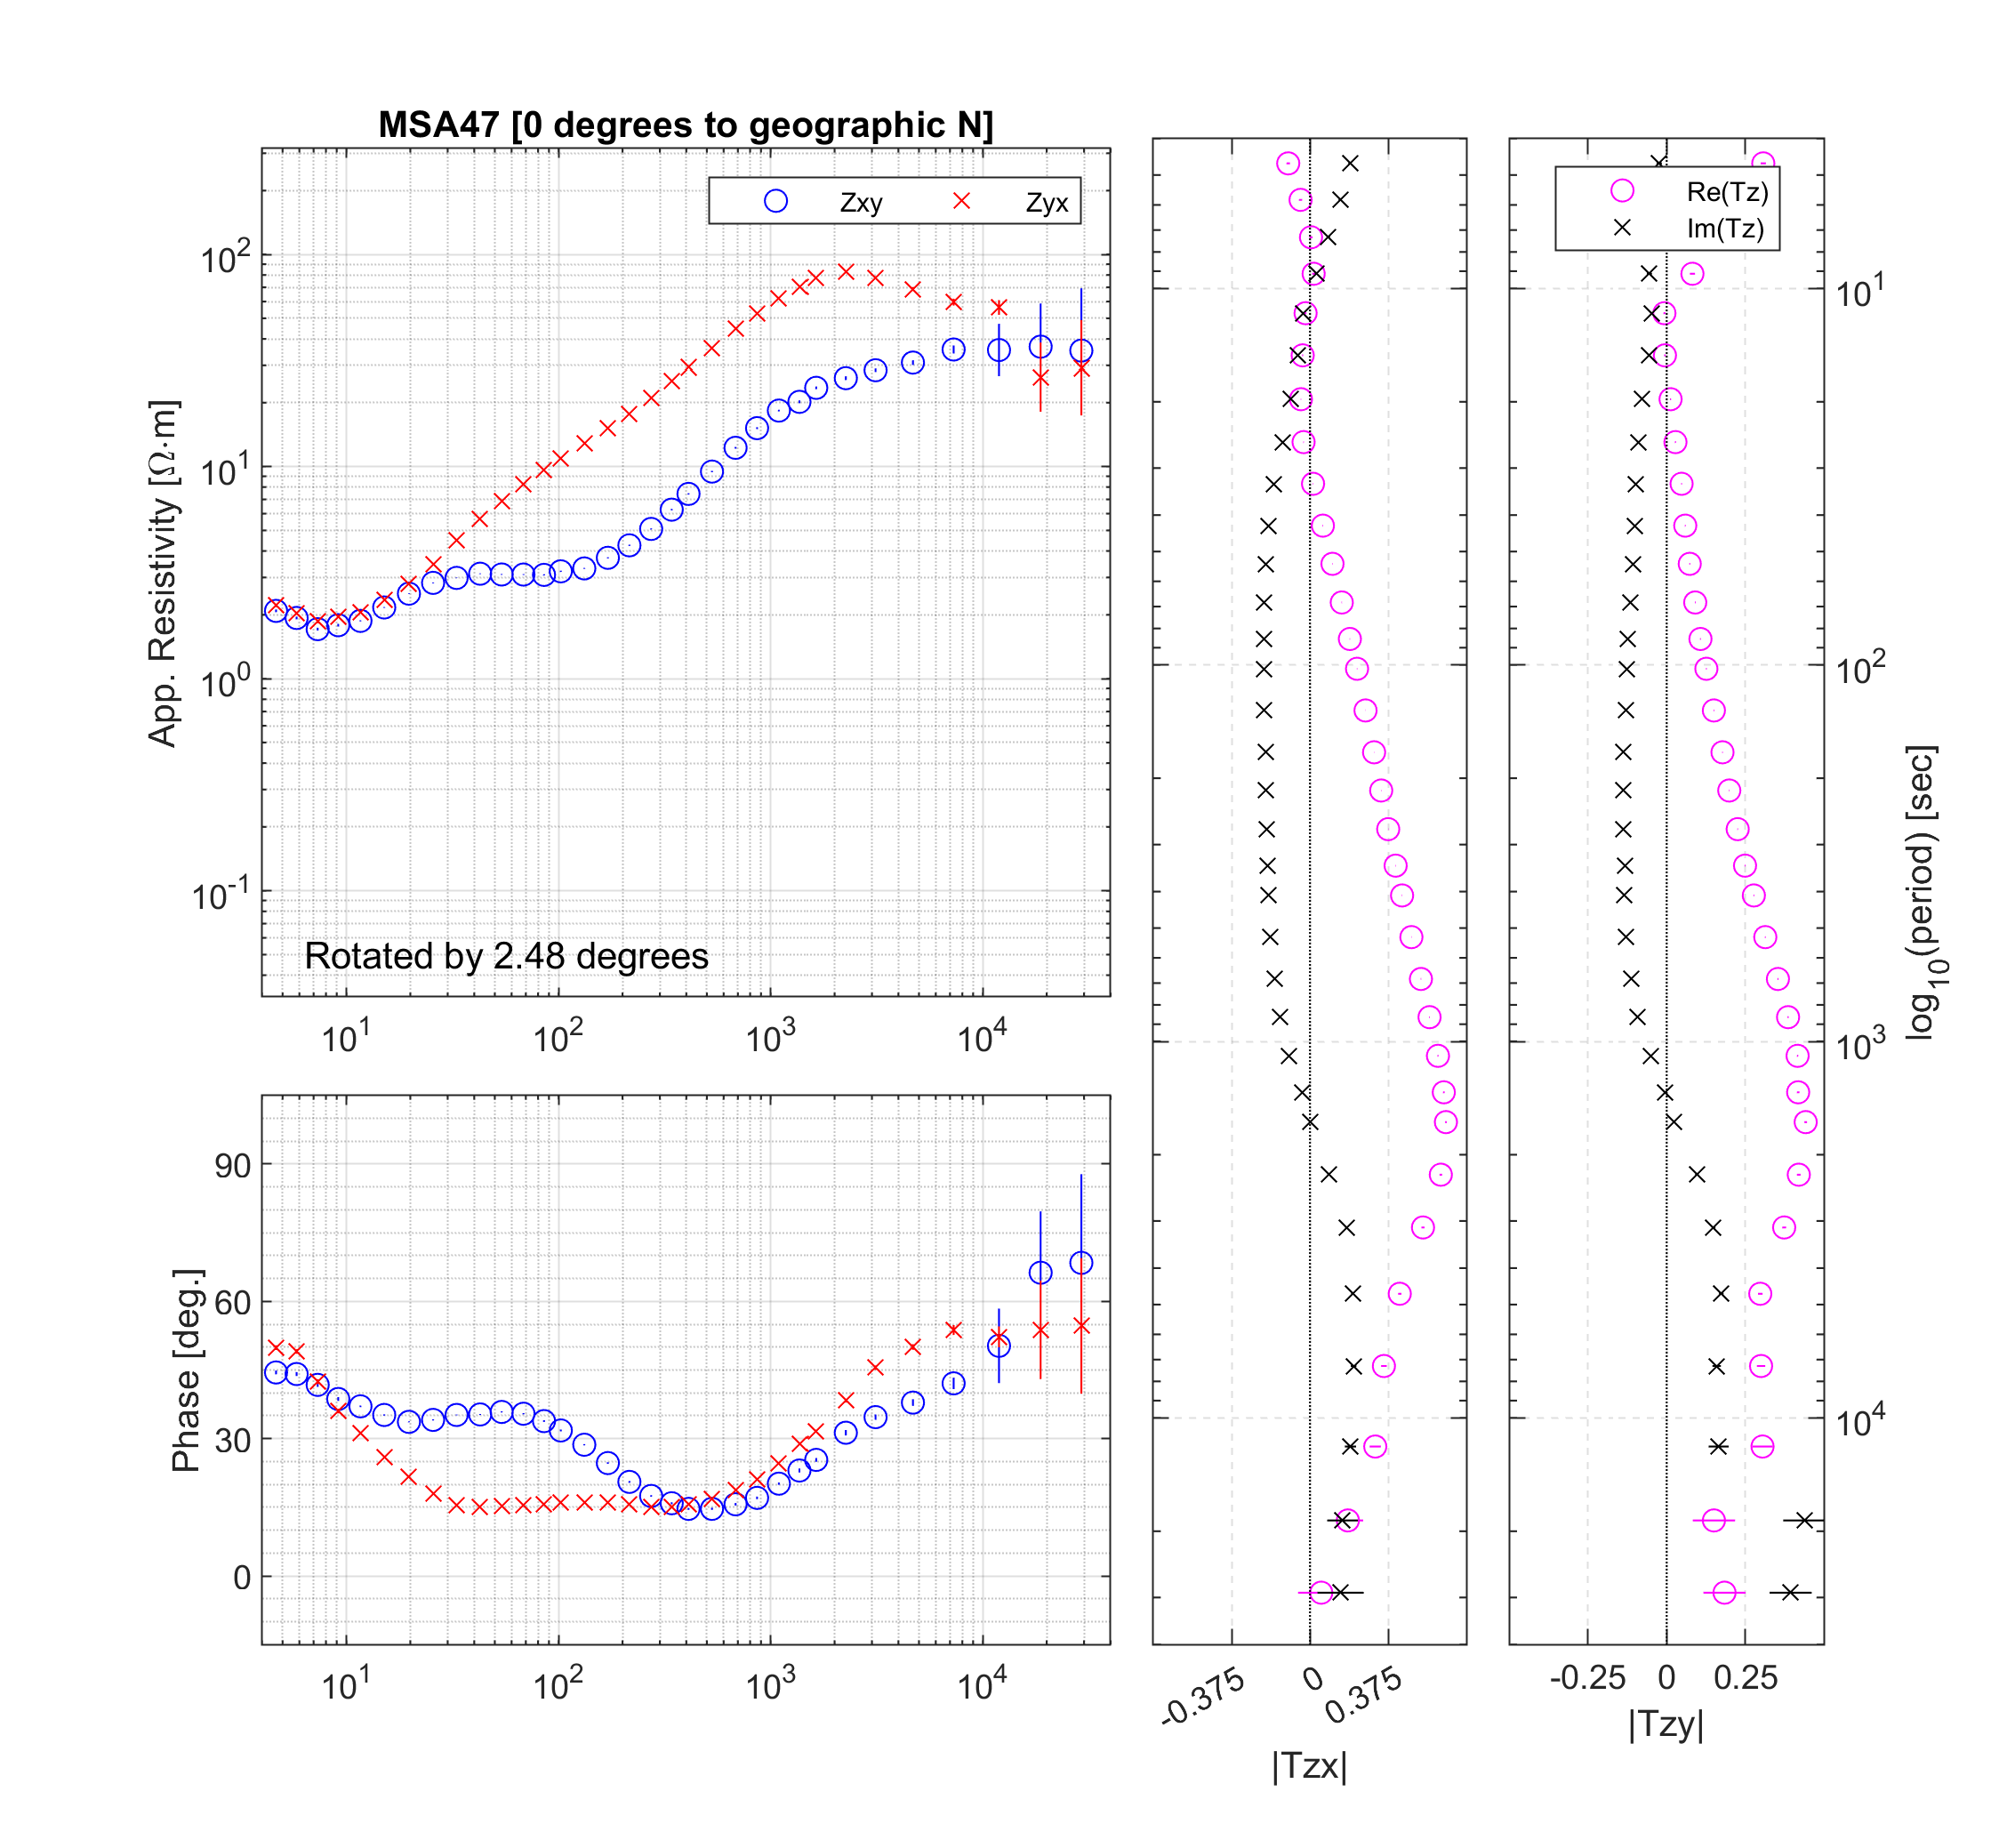 MSA47 [0 degrees to geographic N]
Zxy Zyx
App. Resistivity [Ω·m]
10^2
10^1
10^0
10^-1
Rotated by 2.48 degrees
10^1 10^2 10^3 10^4
Phase [deg.]
90
60
30
0
10^1 10^2 10^3 10^4
-0.375 0 0.375
|Tzx|
Re(Tz)
Im(Tz)
-0.25 0 0.25
|Tzy|
10^1
10^2
10^3
10^4
log_10(period) [sec]